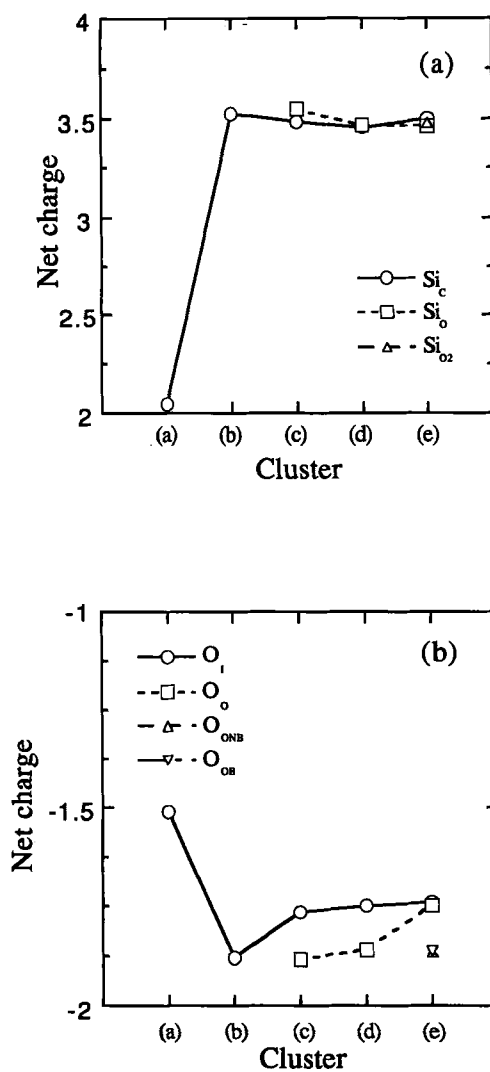 4
(a)
3.5
Net charge
3
Si_C
Si_O
2.5
Si_O2
2
(a) (b) (c) (d) (e)
Cluster
-1
(b)
O_I
O_O
O_ONB
O_OB
Net charge
-1.5
-2
(a) (b) (c) (d) (e)
Cluster